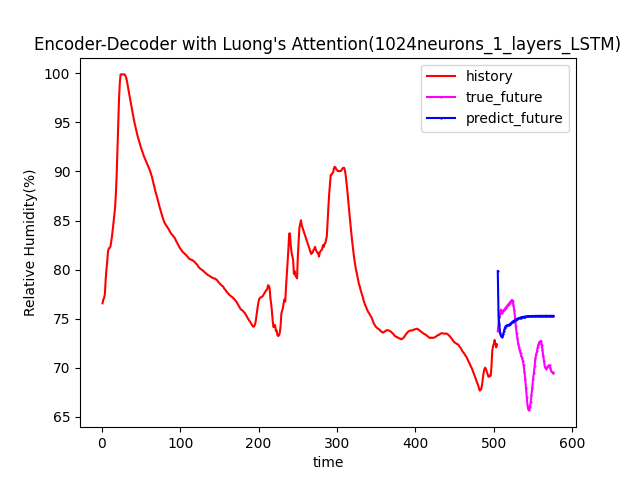 Encoder-Decoder with Luong's Attention(1024neurons_1_layers_LSTM)
history
true_future
predict_future
Relative Humidity(%)
100
95
90
85
80
75
70
65
0 100 200 300 400 500 600
time